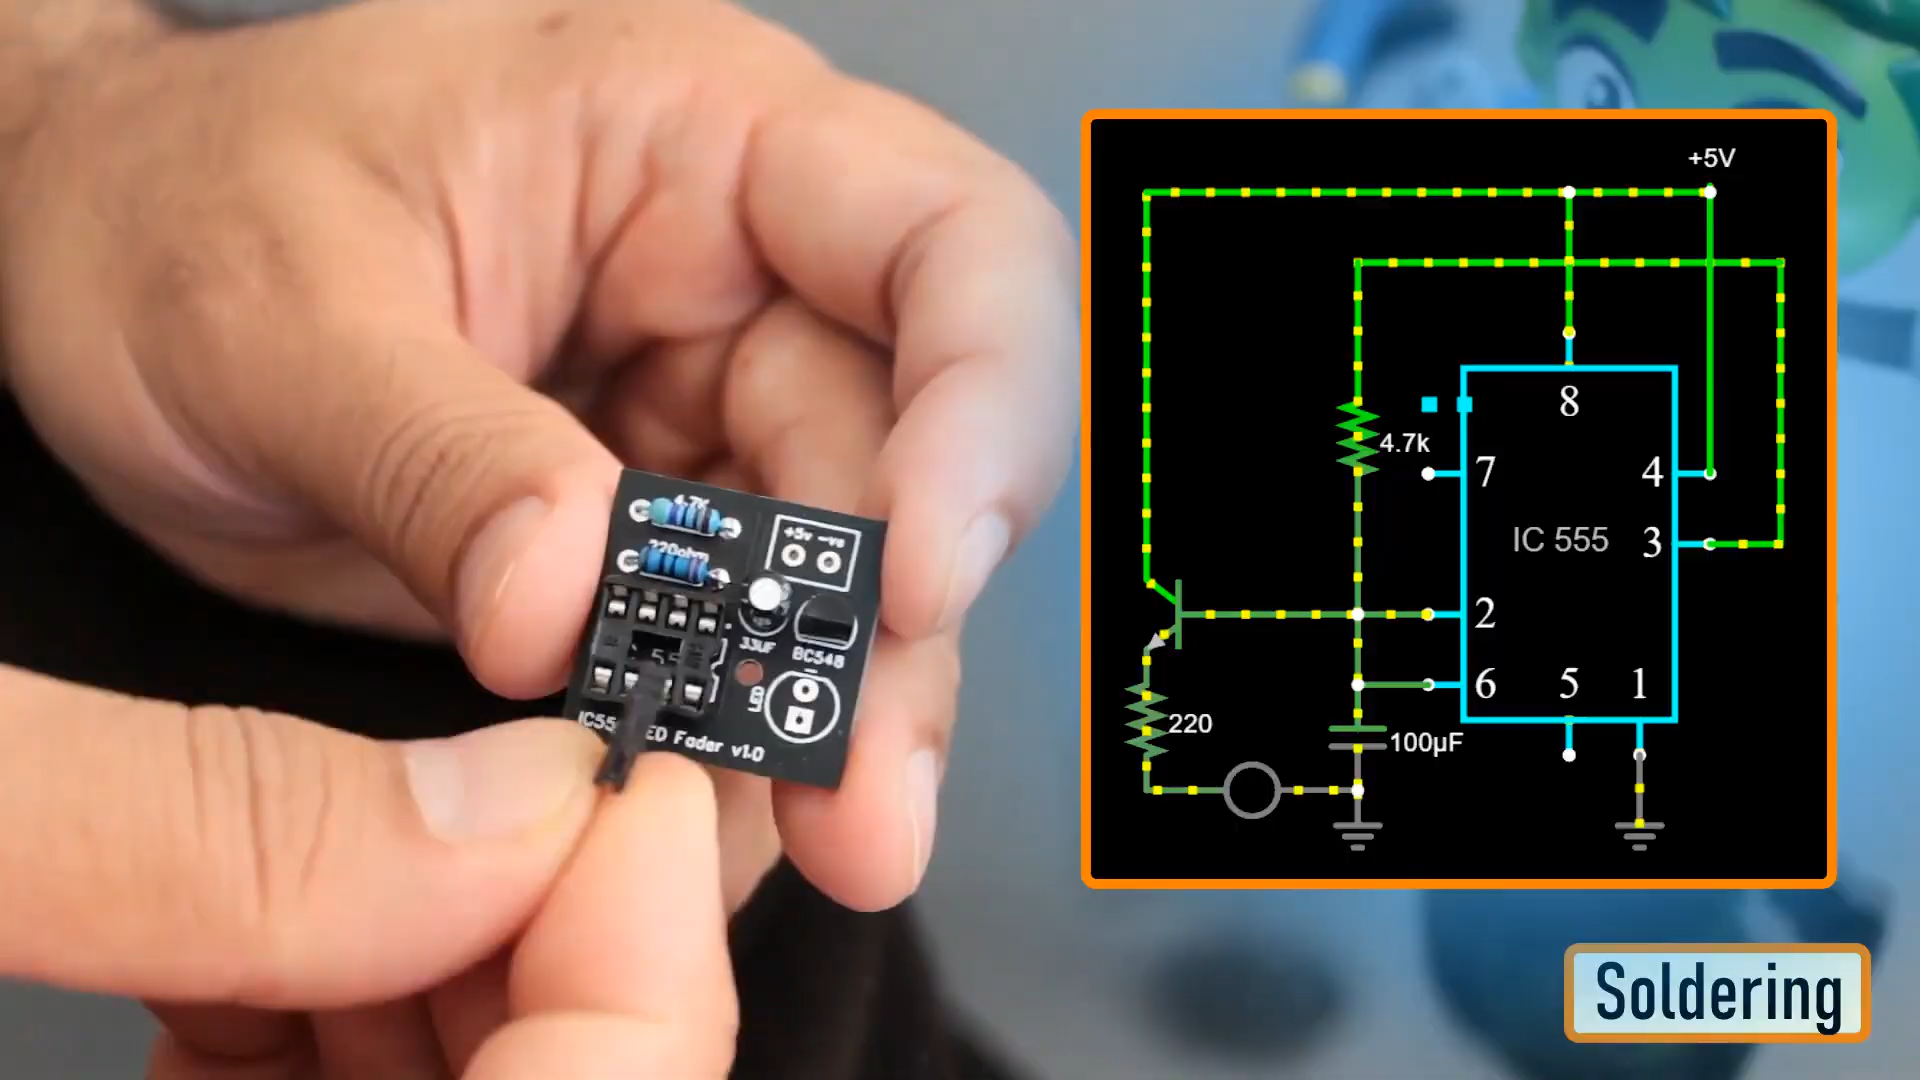 4.7K
220ohm
+5v -ve
33UF
BC548
LED
Fader v1.0
+5V
8
4.7k
7
4
IC 555
3
2
6
5
1
220
100µF
Soldering